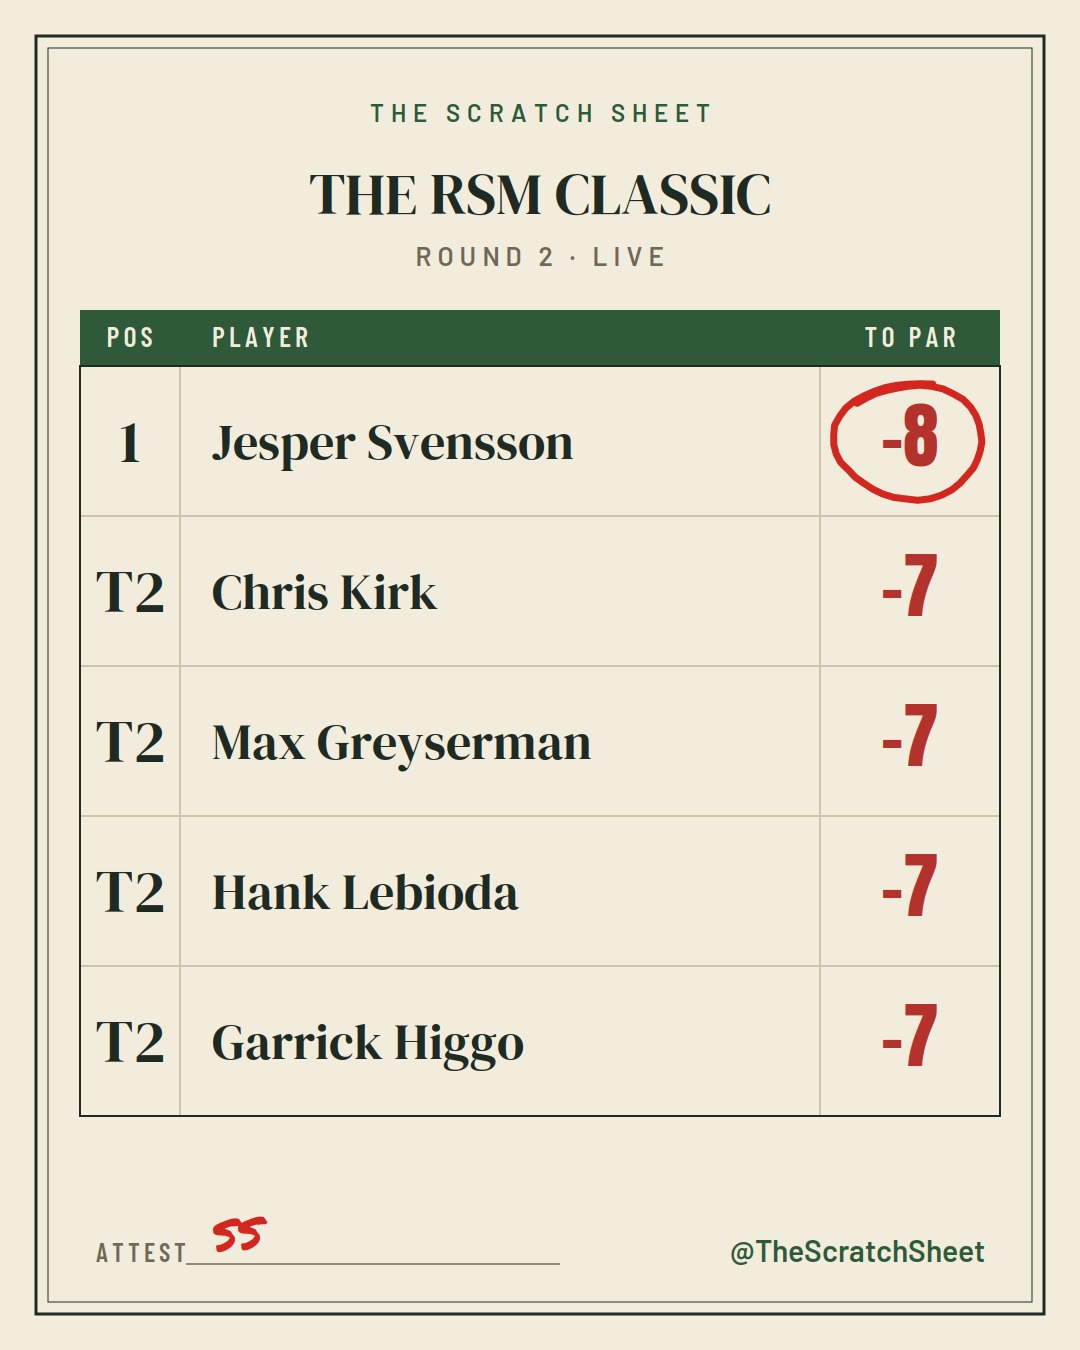 THE SCRATCH SHEET
THE RSM CLASSIC
ROUND 2 · LIVE
POS PLAYER TO PAR
1 Jesper Svensson -8
T2 Chris Kirk -7
T2 Max Greyserman -7
T2 Hank Lebioda -7
T2 Garrick Higgo -7
ATTEST SS @TheScratchSheet